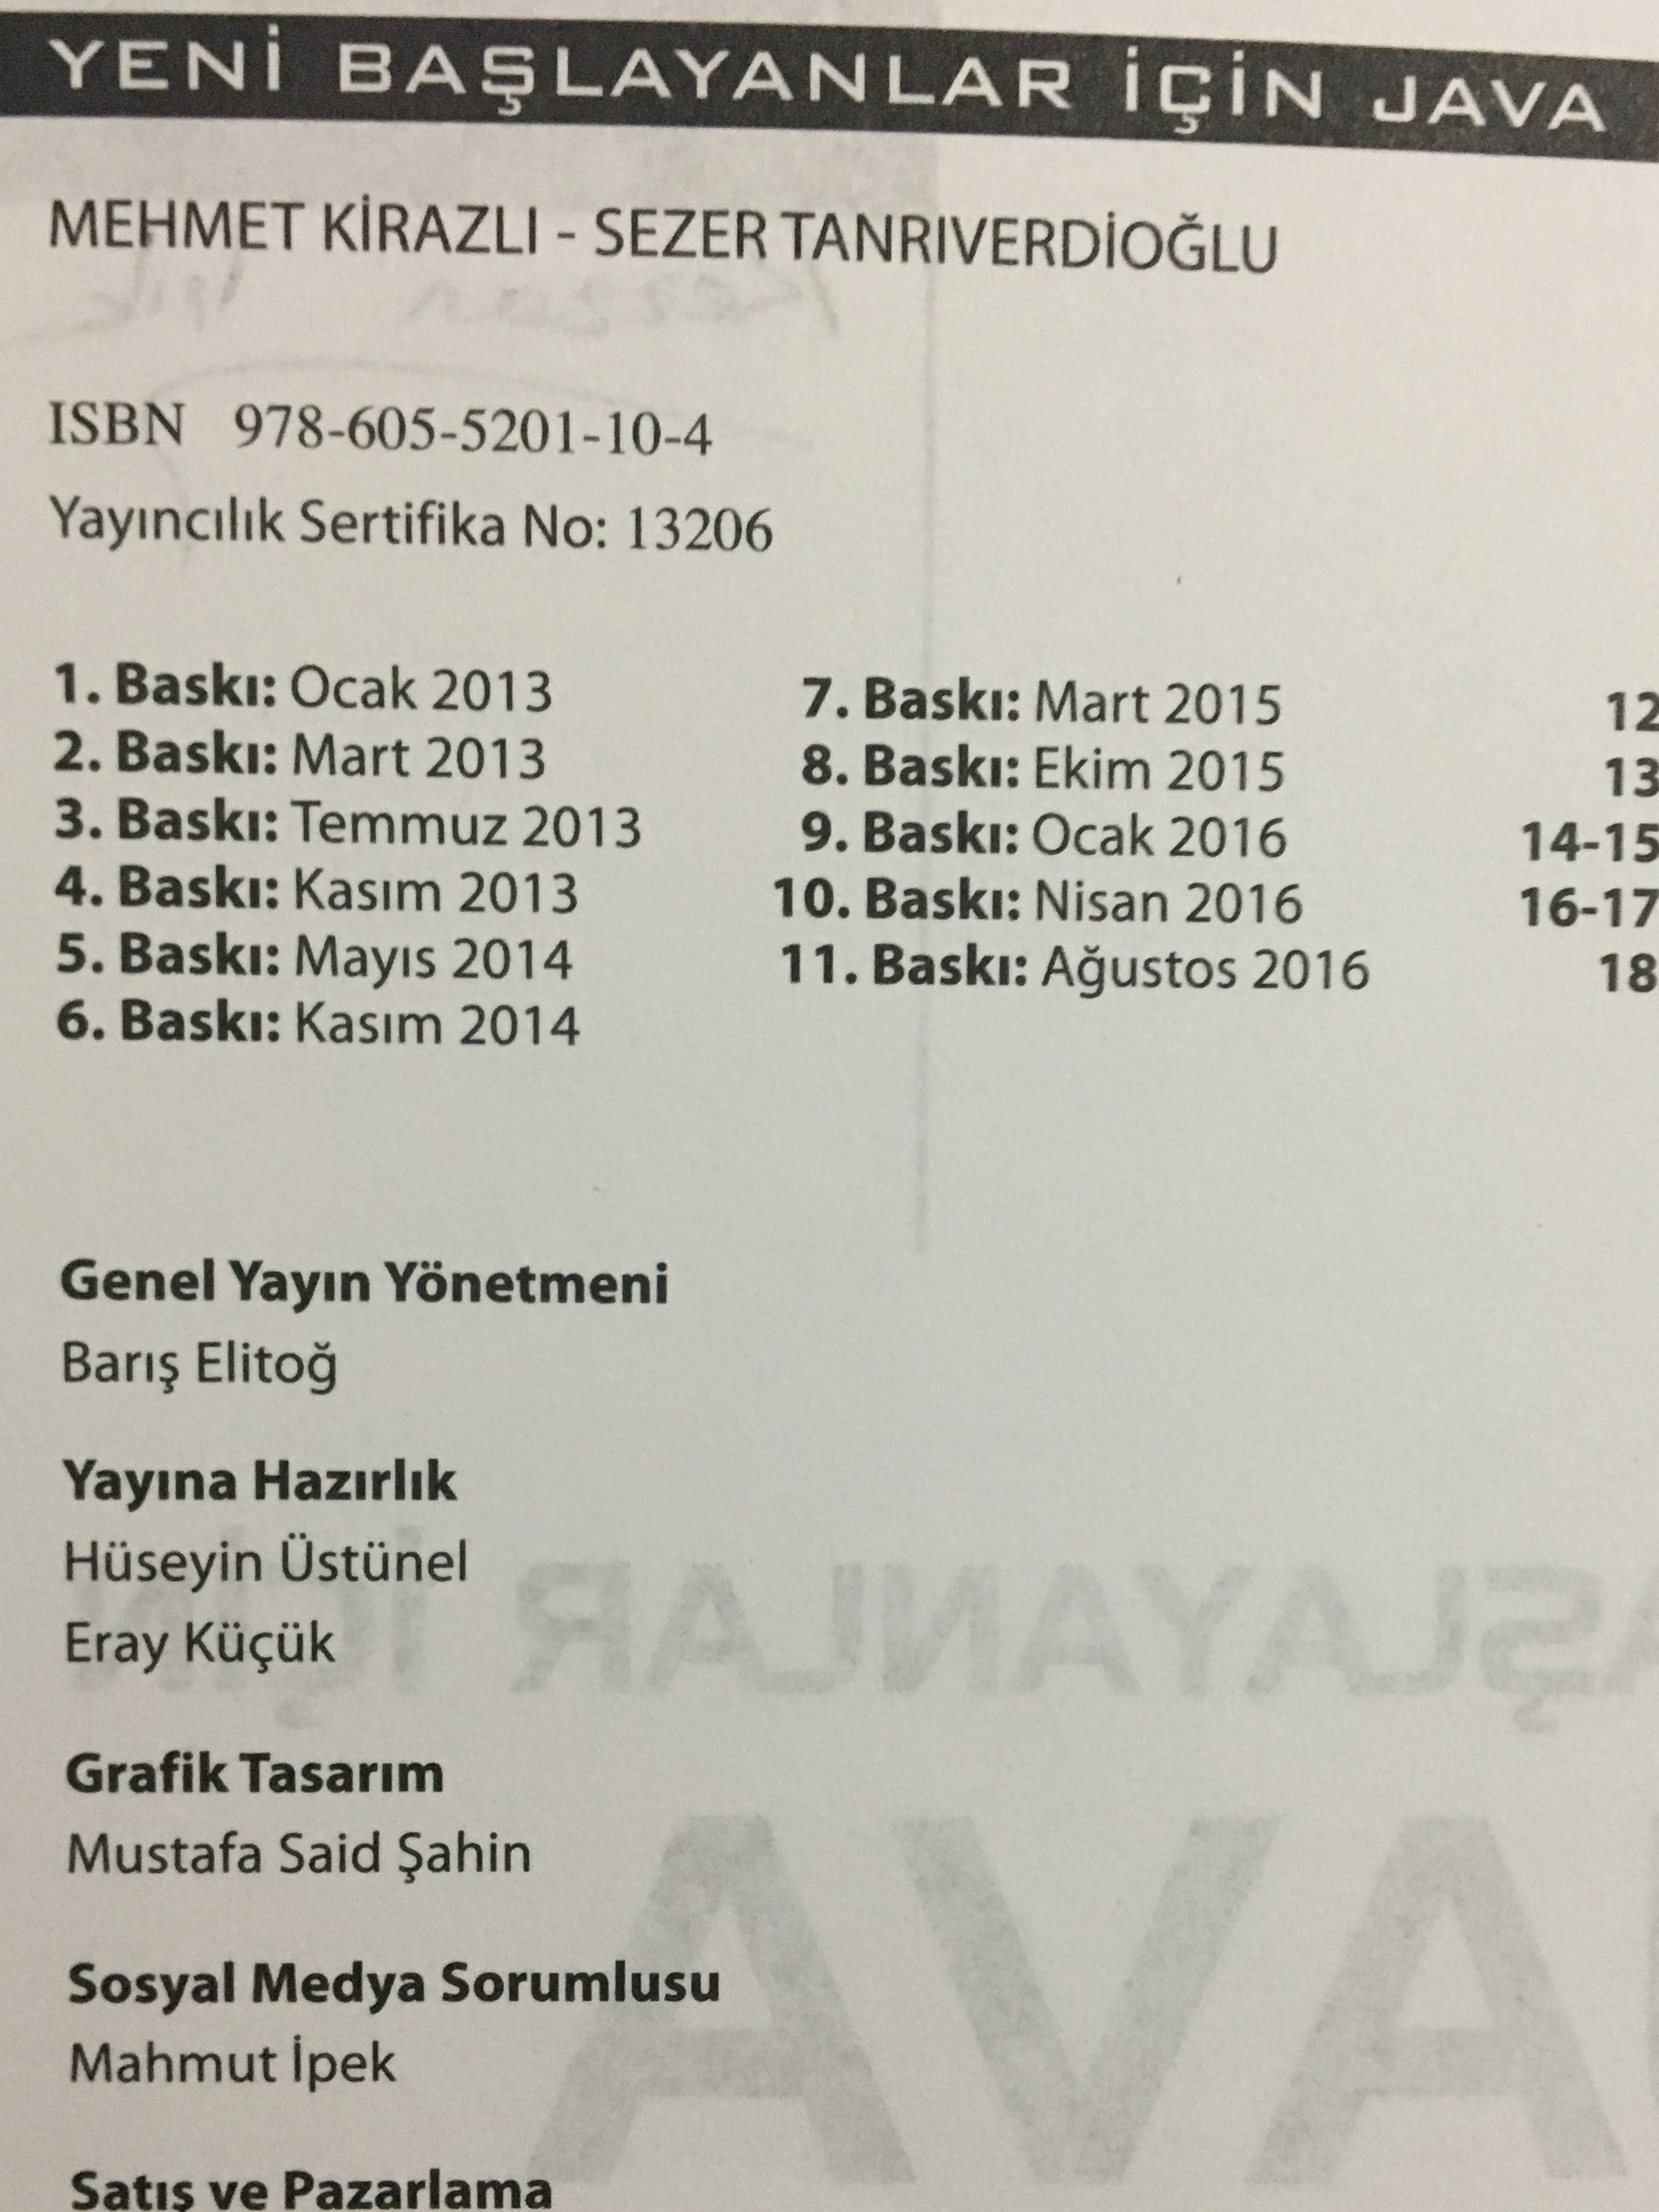 YENİ BAŞLAYANLAR İÇİN JAVA
MEHMET KİRAZLI - SEZER TANRIVERDİOĞLU
ISBN 978-605-5201-10-4
Yayıncılık Sertifika No: 13206
1. Baskı: Ocak 2013
2. Baskı: Mart 2013
3. Baskı: Temmuz 2013
4. Baskı: Kasım 2013
5. Baskı: Mayıs 2014
6. Baskı: Kasım 2014
7. Baskı: Mart 2015
8. Baskı: Ekim 2015
9. Baskı: Ocak 2016
10. Baskı: Nisan 2016
11. Baskı: Ağustos 2016
12
13
14-15
16-17
18
Genel Yayın Yönetmeni
Barış Elitoğ
Yayına Hazırlık
Hüseyin Üstünel
Eray Küçük
Grafik Tasarım
Mustafa Said Şahin
Sosyal Medya Sorumlusu
Mahmut İpek
Satış ve Pazarlama